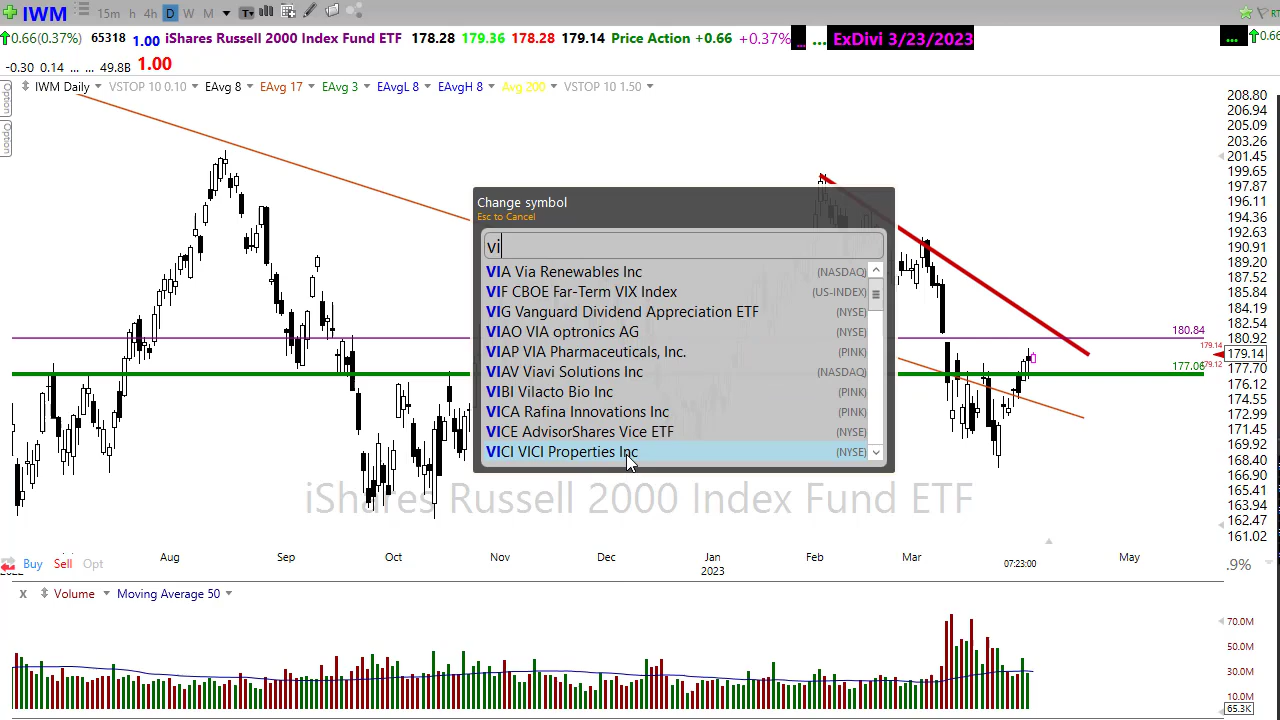 IWM 15m h 4h D W M
RT
0.66(0.37%) 65318 1.00 iShares Russell 2000 Index Fund ETF 178.28 179.36 178.28 179.14 Price Action +0.66 +0.37% ... ... ExDivi 3/23/2023 ... 0.66
-0.30 0.14 ... ... 49.8B 1.00
IWM Daily VSTOP 10 0.10 EAvg 8 EAvg 17 EAvg 3 EAvgL 8 EAvgH 8 Avg 200 VSTOP 10 1.50
Option
Option
208.80
206.94
205.09
203.26
201.45
199.65
197.87
196.11
194.36
192.63
190.91
189.20
187.52
185.84
184.19
182.54
180.92
180.84
179.14
179.14
179.12
177.70
177.06
176.12
174.55
172.99
171.45
169.92
168.40
166.90
165.41
163.94
162.47
161.02
Change symbol
Esc to Cancel
vi
VIA Via Renewables Inc (NASDAQ)
VIF CBOE Far-Term VIX Index (US-INDEX)
VIG Vanguard Dividend Appreciation ETF (NYSE)
VIAO VIA optronics AG (NYSE)
VIAP VIA Pharmaceuticals, Inc. (PINK)
VIAV Viavi Solutions Inc (NASDAQ)
VIBI Vilacto Bio Inc (PINK)
VICA Rafina Innovations Inc (PINK)
VICE AdvisorShares Vice ETF (NYSE)
VICI VICI Properties Inc (NYSE)
iShares Russell 2000 Index Fund ETF
Aug Sep Oct Nov Dec Jan Feb Mar May
2023
07:23:00
.9%
Buy Sell Opt
X Volume Moving Average 50
70.0M
50.0M
30.0M
10.0M
65.3K